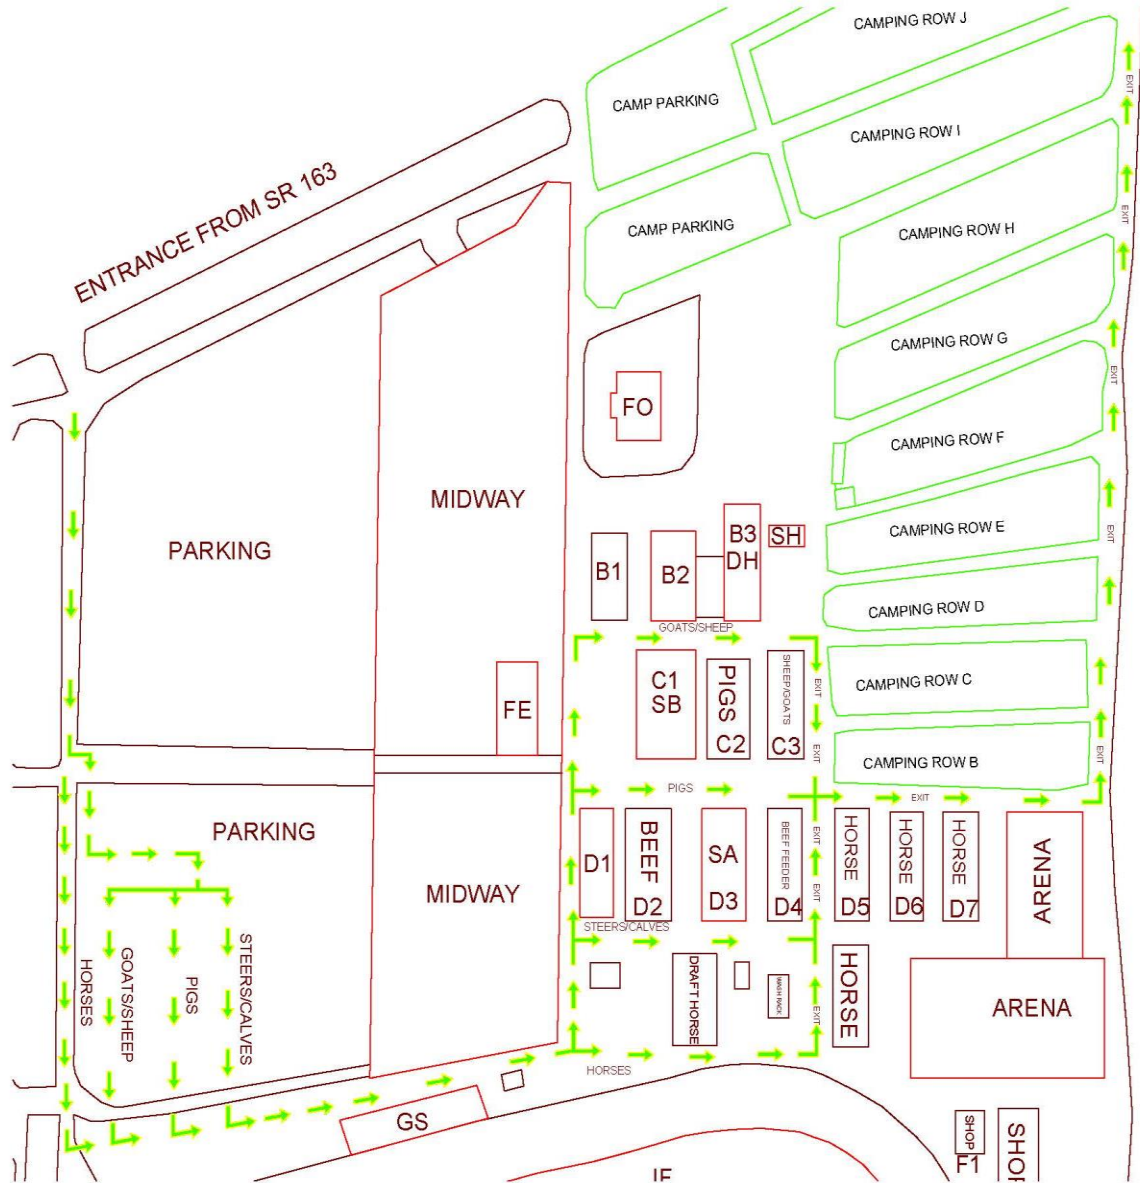 CAMPING ROW J
EXIT
CAMP PARKING
CAMPING ROW I
ENTRANCE FROM SR 163
EXIT
CAMP PARKING
CAMPING ROW H
CAMPING ROW G
EXIT
FO
CAMPING ROW F
MIDWAY
PARKING
B3
DH
SH
CAMPING ROW E
EXIT
B1
B2
CAMPING ROW D
GOATS/SHEEP
C1
SB
PIGS
C2
SHEEP/GOATS
C3
EXIT
CAMPING ROW C
FE
EXIT
CAMPING ROW B
EXIT
PIGS
EXIT
PARKING
D1
BEEF
D2
SA
D3
BEEF FEEDER
D4
EXIT
HORSE
D5
HORSE
D6
HORSE
D7
ARENA
MIDWAY
EXIT
STEERS/CALVES
HORSES
GOATS/SHEEP
PIGS
STEERS/CALVES
DRAFT HORSE
WASH RACK
EXIT
HORSE
ARENA
HORSES
GS
SHOP
F1
SHOP
IF